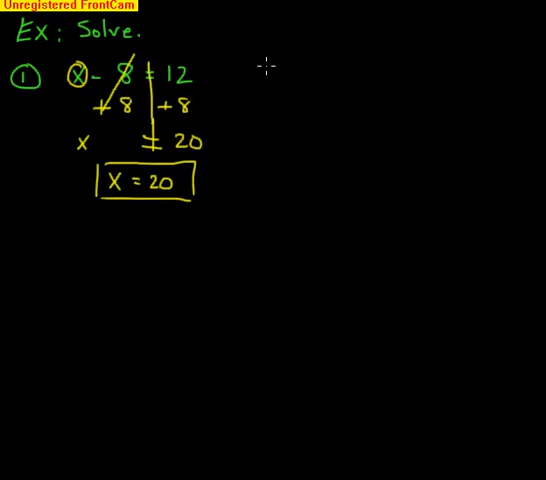 Unregistered FrontCam
Ex: Solve.
① x - 8 = 12
+ 8 + 8
x = 20
x = 20